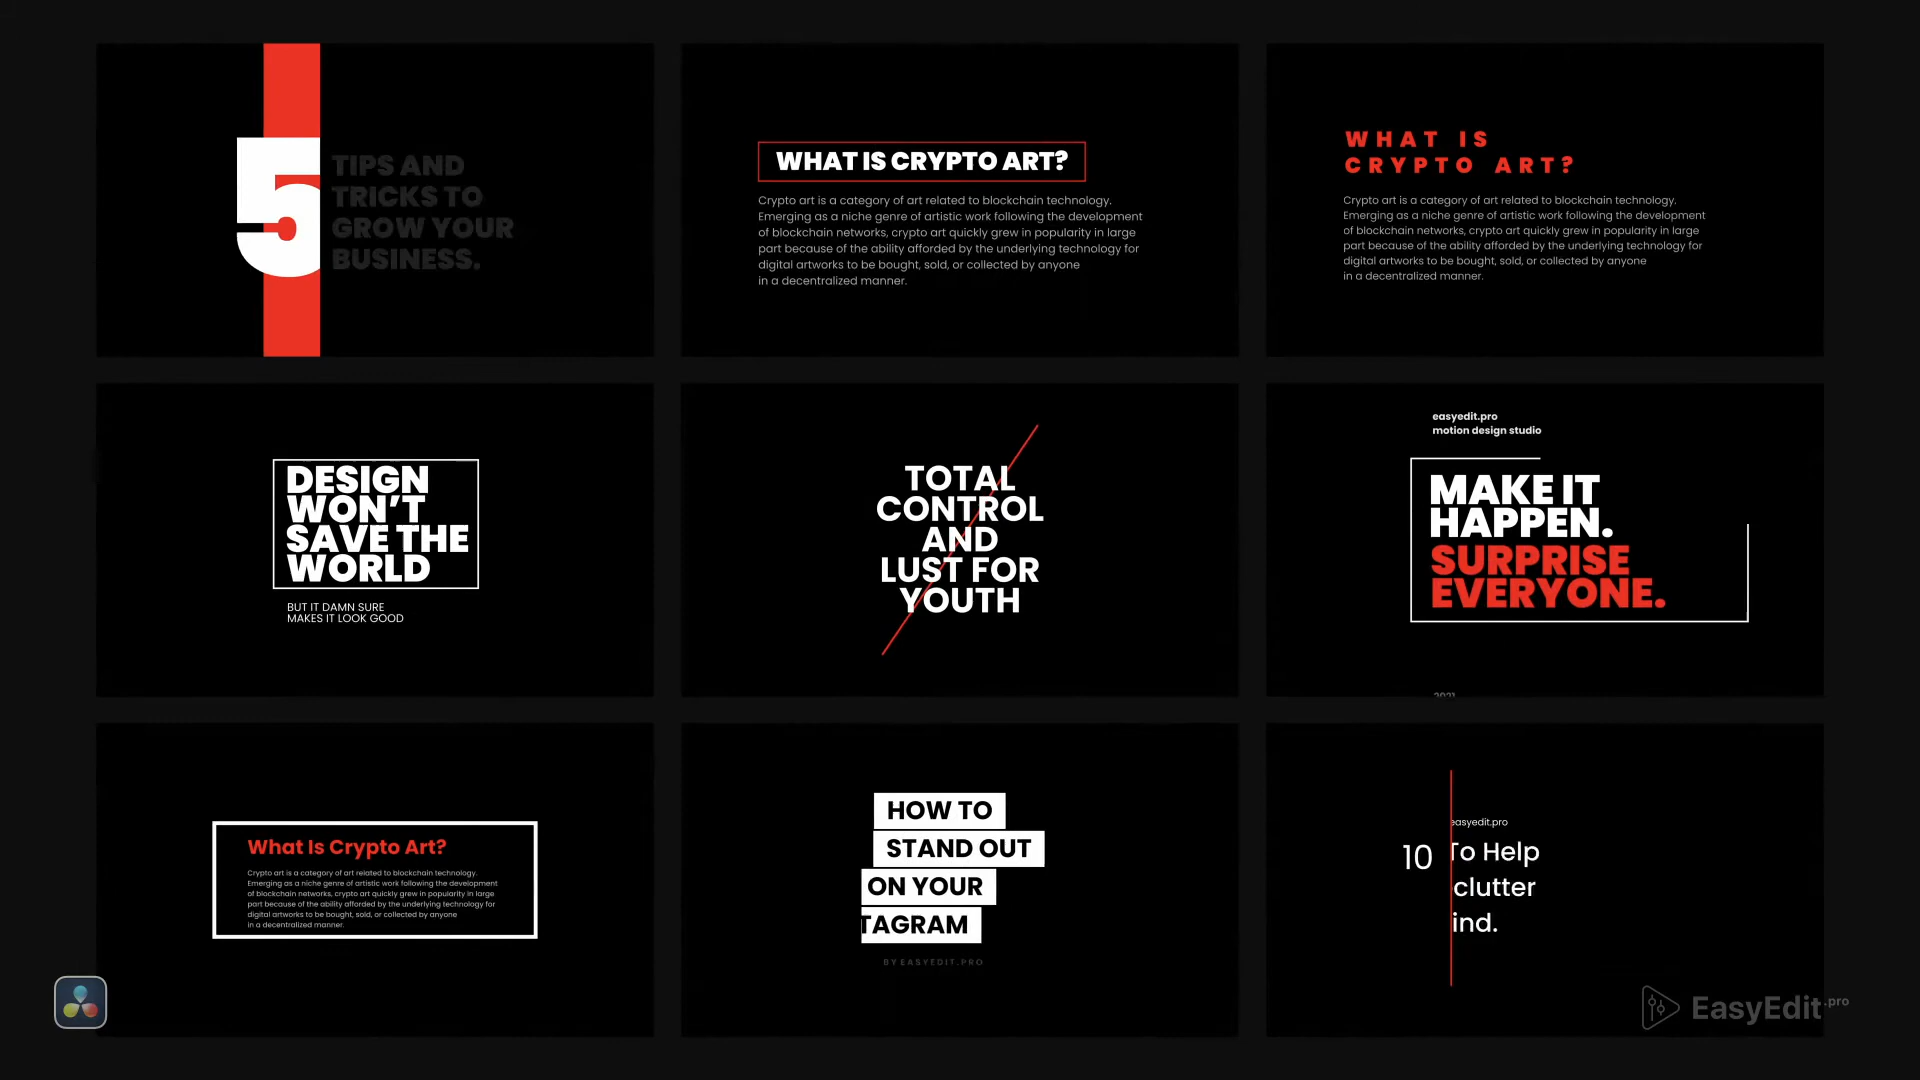 5
TIPS AND
TRICKS TO
GROW YOUR
BUSINESS.
WHAT IS CRYPTO ART?
Crypto art is a category of art related to blockchain technology.
Emerging as a niche genre of artistic work following the development
of blockchain networks, crypto art quickly grew in popularity in large
part because of the ability afforded by the underlying technology for
digital artworks to be bought, sold, or collected by anyone
in a decentralized manner.
WHAT IS
CRYPTO ART?
Crypto art is a category of art related to blockchain technology.
Emerging as a niche genre of artistic work following the development
of blockchain networks, crypto art quickly grew in popularity in large
part because of the ability afforded by the underlying technology for
digital artworks to be bought, sold, or collected by anyone
in a decentralized manner.
DESIGN
WON'T
SAVE THE
WORLD
BUT IT DAMN SURE
MAKES IT LOOK GOOD
TOTAL
CONTROL
AND
LUST FOR
YOUTH
easyedit.pro
motion design studio
MAKE IT
HAPPEN.
SURPRISE
EVERYONE.
2021
What Is Crypto Art?
Crypto art is a category of art related to blockchain technology.
Emerging as a niche genre of artistic work following the development
of blockchain networks, crypto art quickly grew in popularity in large
part because of the ability afforded by the underlying technology for
digital artworks to be bought, sold, or collected by anyone
in a decentralized manner.
HOW TO
STAND OUT
ON YOUR
TAGRAM
BY EASYEDIT.PRO
easyedit.pro
10 To Help
clutter
ind.
EasyEdit.pro